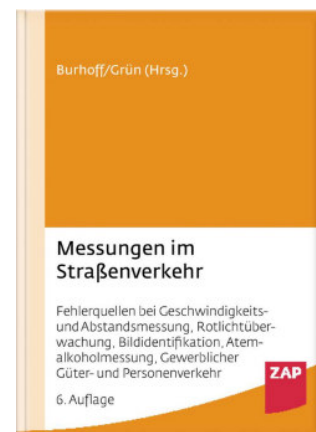 Burhoff/Grün (Hrsg.)
Messungen im
Straßenverkehr
Fehlerquellen bei Geschwindigkeits-
und Abstandsmessung, Rotlichtüber-
wachung, Bildidentifikation, Atem-
alkoholmessung, Gewerblicher
Güter- und Personenverkehr
ZAP
6. Auflage